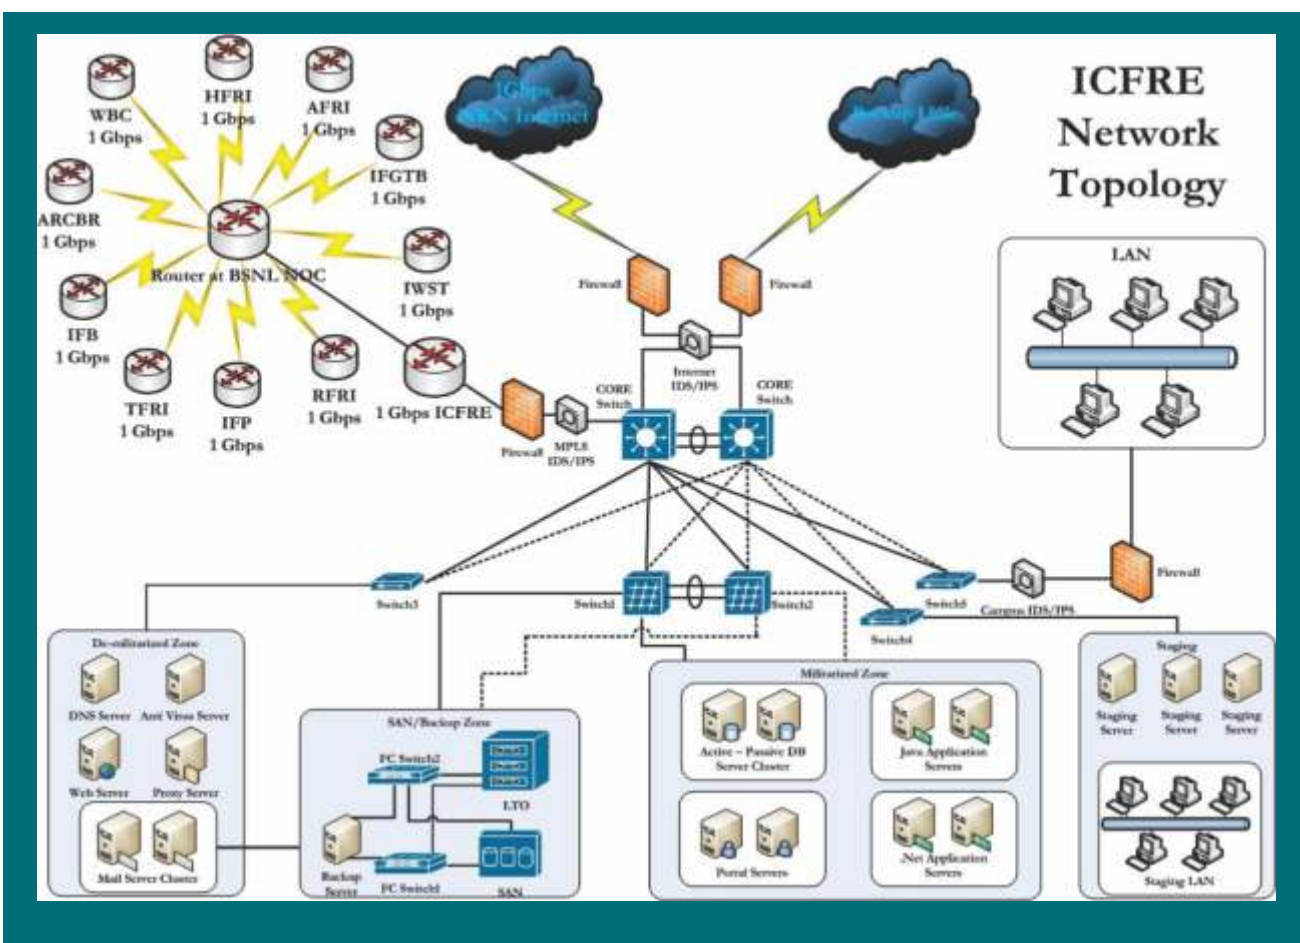 ICFRE
Network
Topology
WBC
1 Gbps
HFRI
1 Gbps
AFRI
1 Gbps
IFGTB
1 Gbps
ARCBR
1 Gbps
Router at BSNL NOC
IWST
1 Gbps
IFB
1 Gbps
TFRI
1 Gbps
IFP
1 Gbps
RFRI
1 Gbps
1 Gbps ICFRE
1Gbps
NKN Internet
Backup Link
Firewall
Firewall
Internet
IDS/IPS
CORE
Switch
CORE
Switch
Firewall
MPLS
IDS/IPS
LAN
Switch3
Switch1
Switch2
Switch5
Switch4
Campus IDS/IPS
Firewall
De-militarized Zone
DNS Server
Anti Virus Server
Web Server
Proxy Server
Mail Server Cluster
SAN/Backup Zone
FC Switch2
LTO
Backup
Server
FC Switch1
SAN
Militarized Zone
Active – Passive DB
Server Cluster
Java Application
Servers
Portal Servers
.Net Application
Servers
Staging
Staging
Server
Staging
Server
Staging
Server
Staging LAN